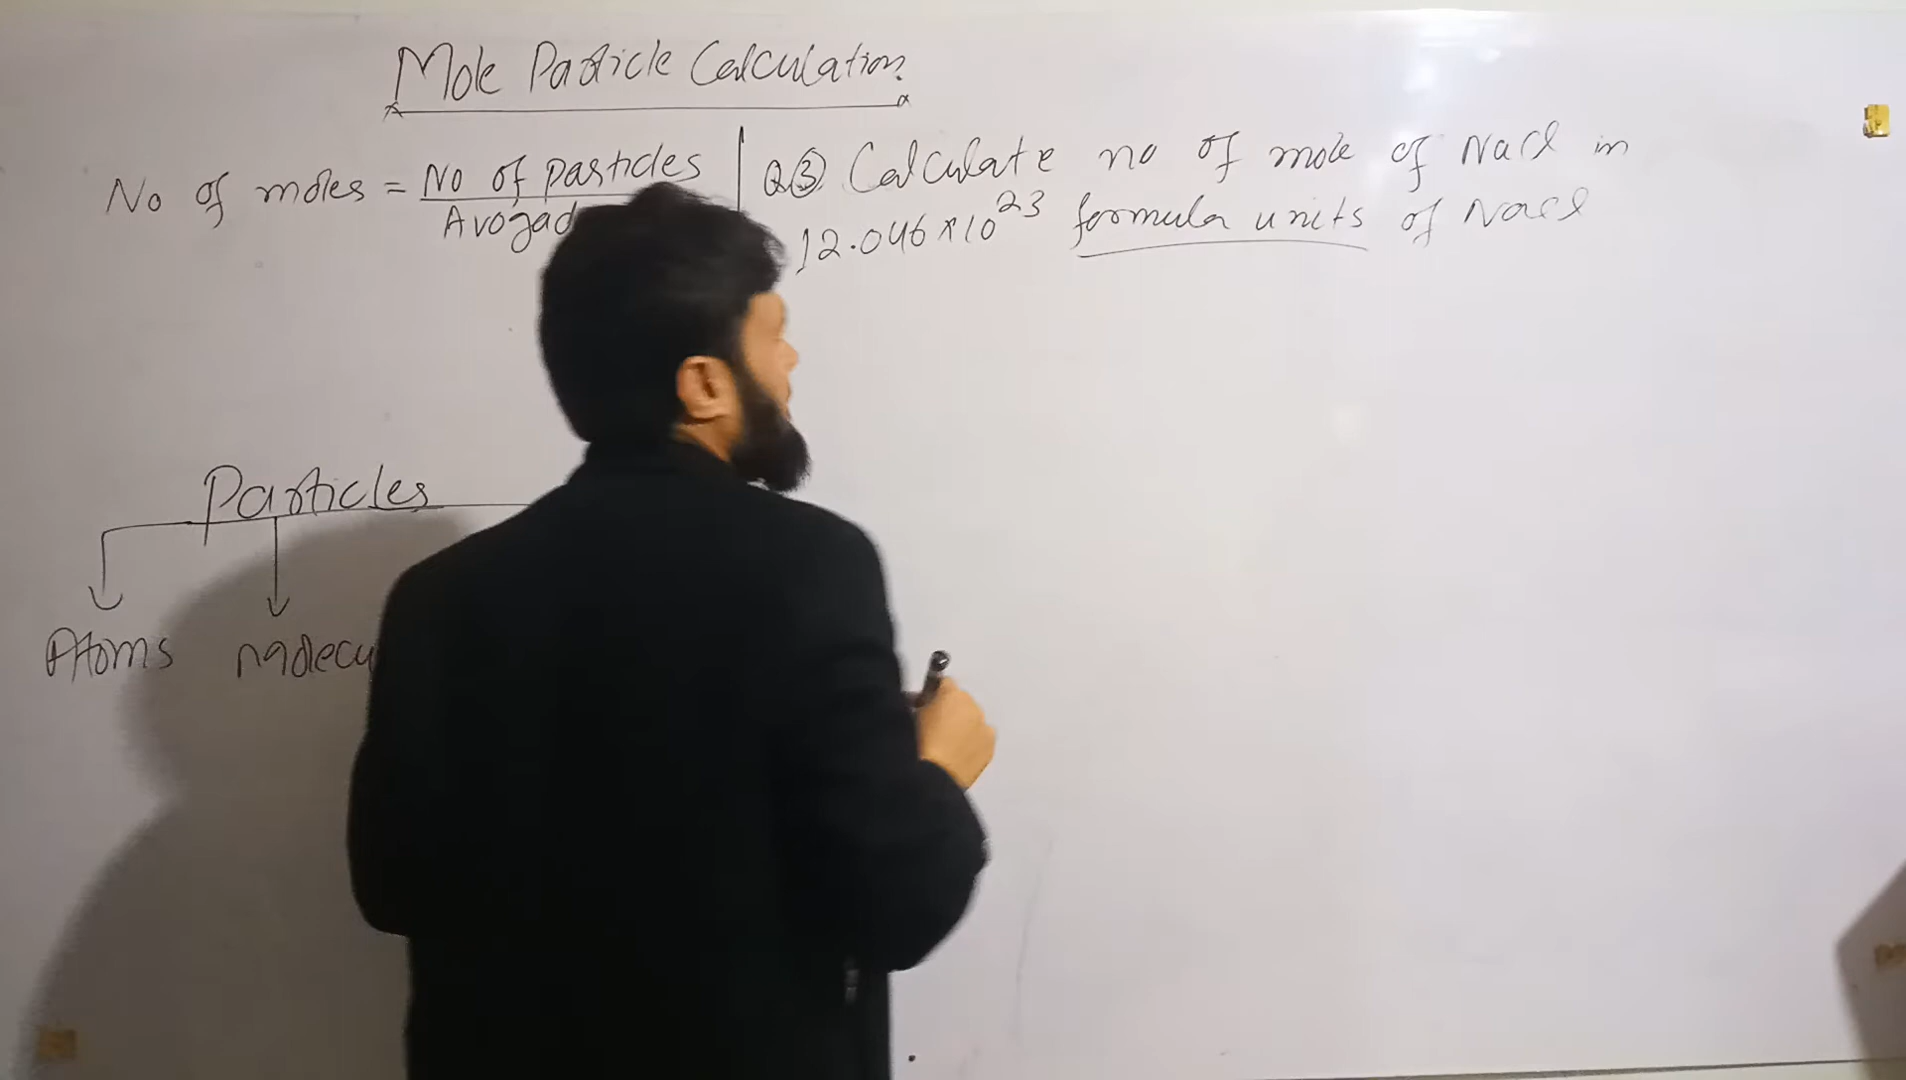 Mole Particle Calculation
No of moles = No of particles
Avogad
Q③ Calculate no of mole of NaCl in
12.046×10²³ formula units of NaCl
Particles
Atoms molecu